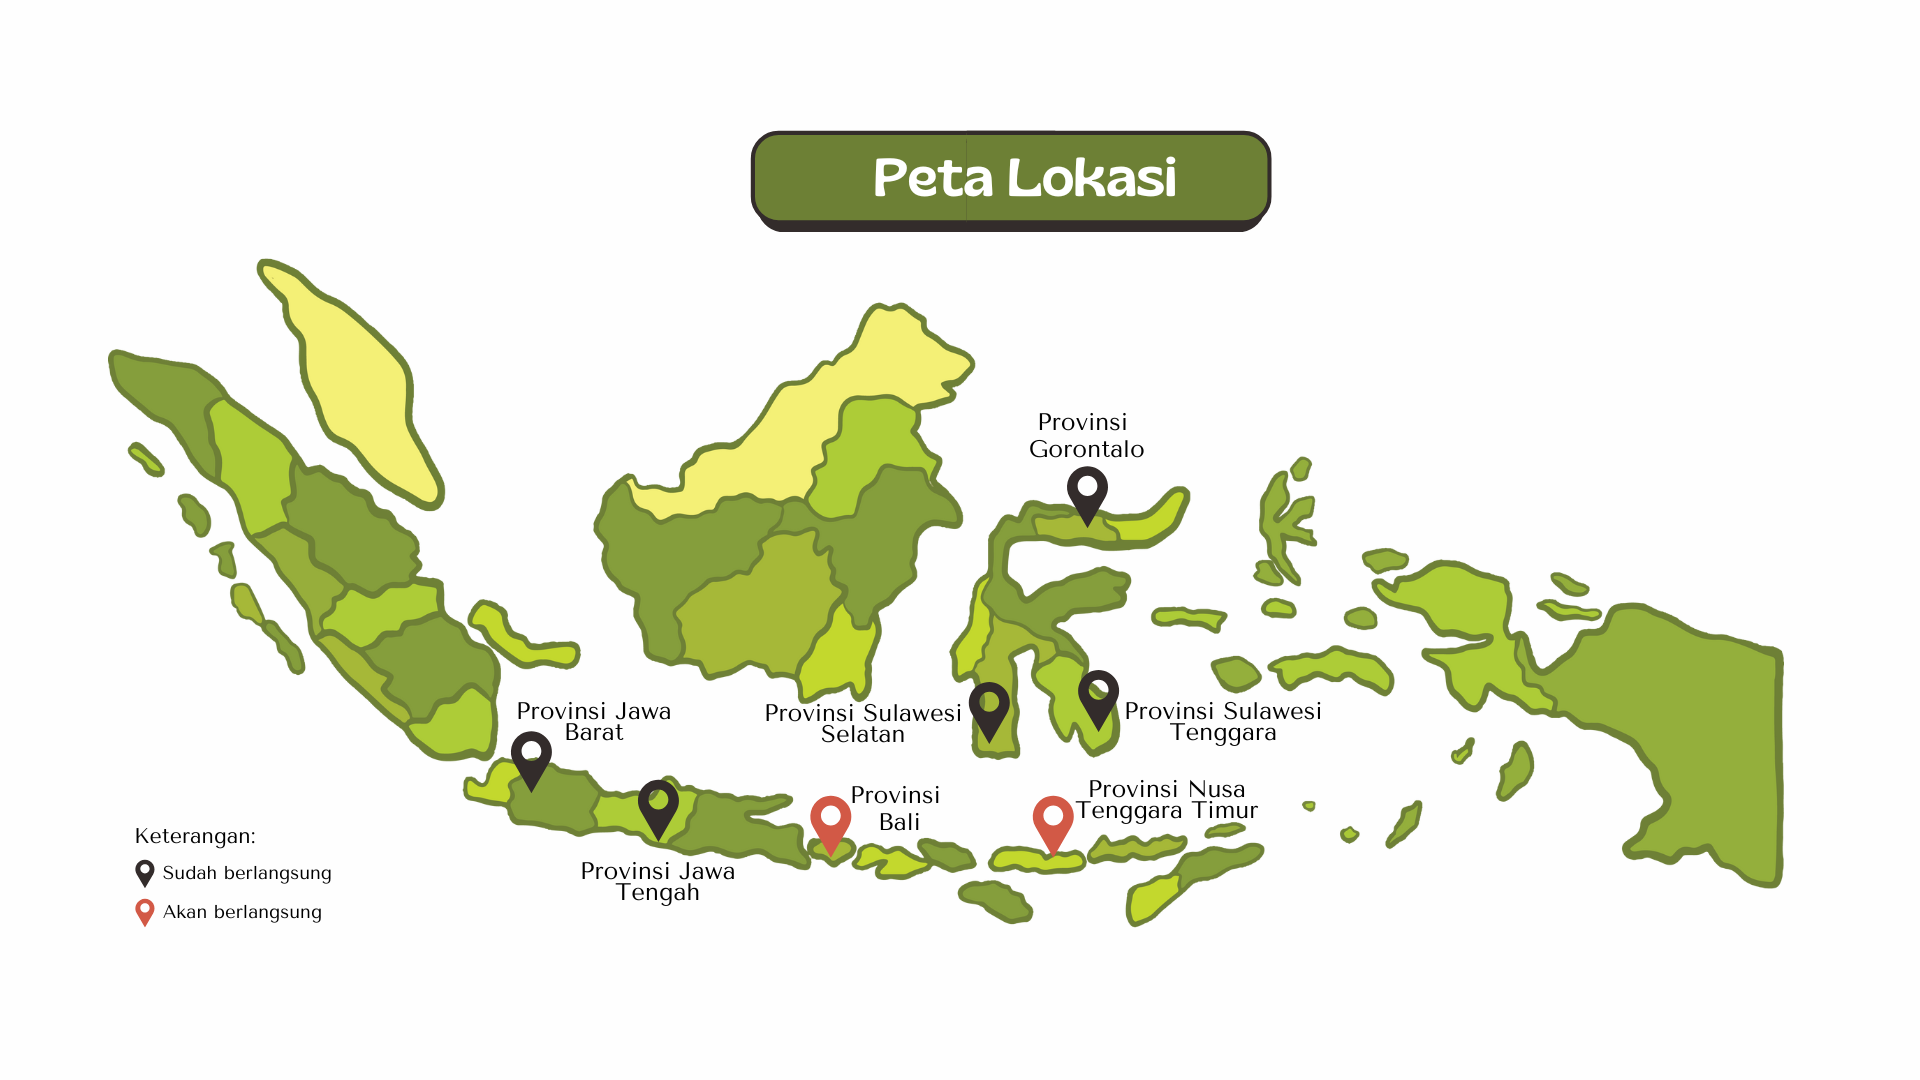 Peta Lokasi
Provinsi
Gorontalo
Provinsi Jawa
Barat
Provinsi Sulawesi
Selatan
Provinsi Sulawesi
Tenggara
Provinsi
Bali
Provinsi Nusa
Tenggara Timur
Provinsi Jawa
Tengah
Keterangan:
Sudah berlangsung
Akan berlangsung